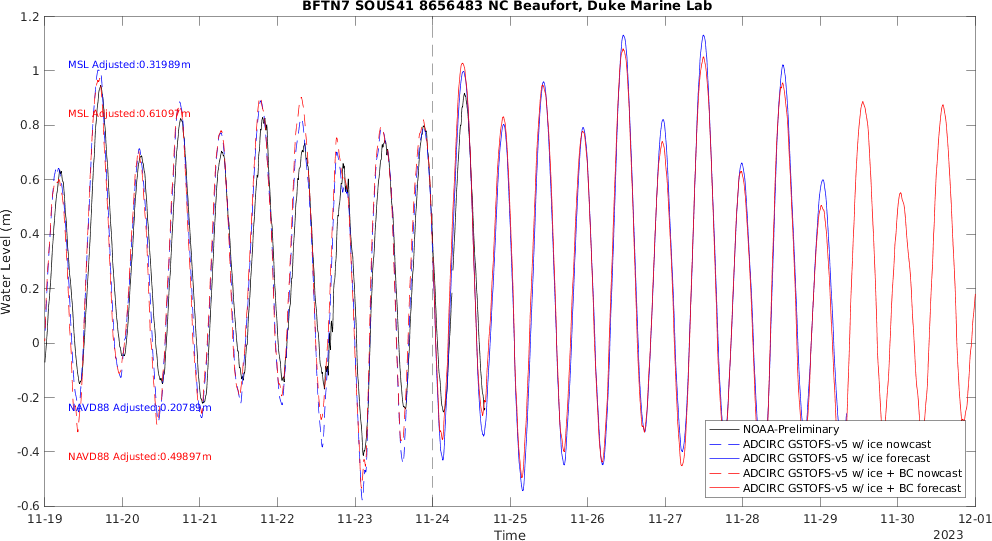 BFTN7 SOUS41 8656483 NC Beaufort, Duke Marine Lab
1.2
1
0.8
0.6
0.4
0.2
0
-0.2
-0.4
-0.6
Water Level (m)
MSL Adjusted:0.31989m
MSL Adjusted:0.61097m
NAVD88 Adjusted:0.20789m
NAVD88 Adjusted:0.49897m
NOAA-Preliminary
ADCIRC GSTOFS-v5 w/ ice nowcast
ADCIRC GSTOFS-v5 w/ ice forecast
ADCIRC GSTOFS-v5 w/ ice + BC nowcast
ADCIRC GSTOFS-v5 w/ ice + BC forecast
11-19 11-20 11-21 11-22 11-23 11-24 11-25 11-26 11-27 11-28 11-29 11-30 12-01
Time
2023